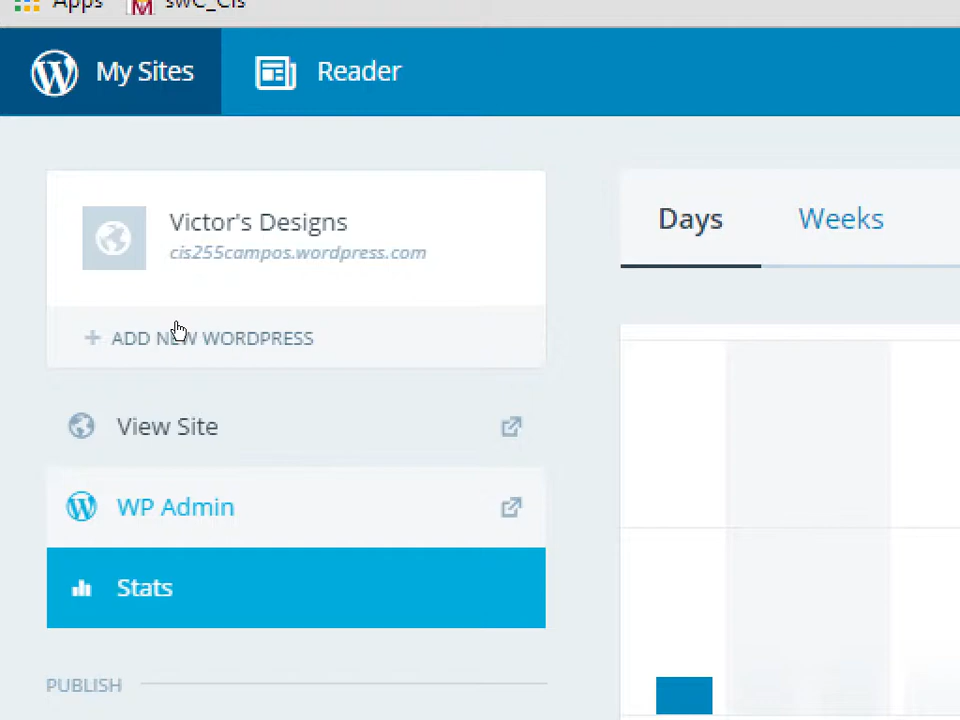 Apps swC_Cis
My Sites Reader
Victor's Designs
cis255campos.wordpress.com
Days Weeks
+ ADD NEW WORDPRESS
View Site
WP Admin
Stats
PUBLISH